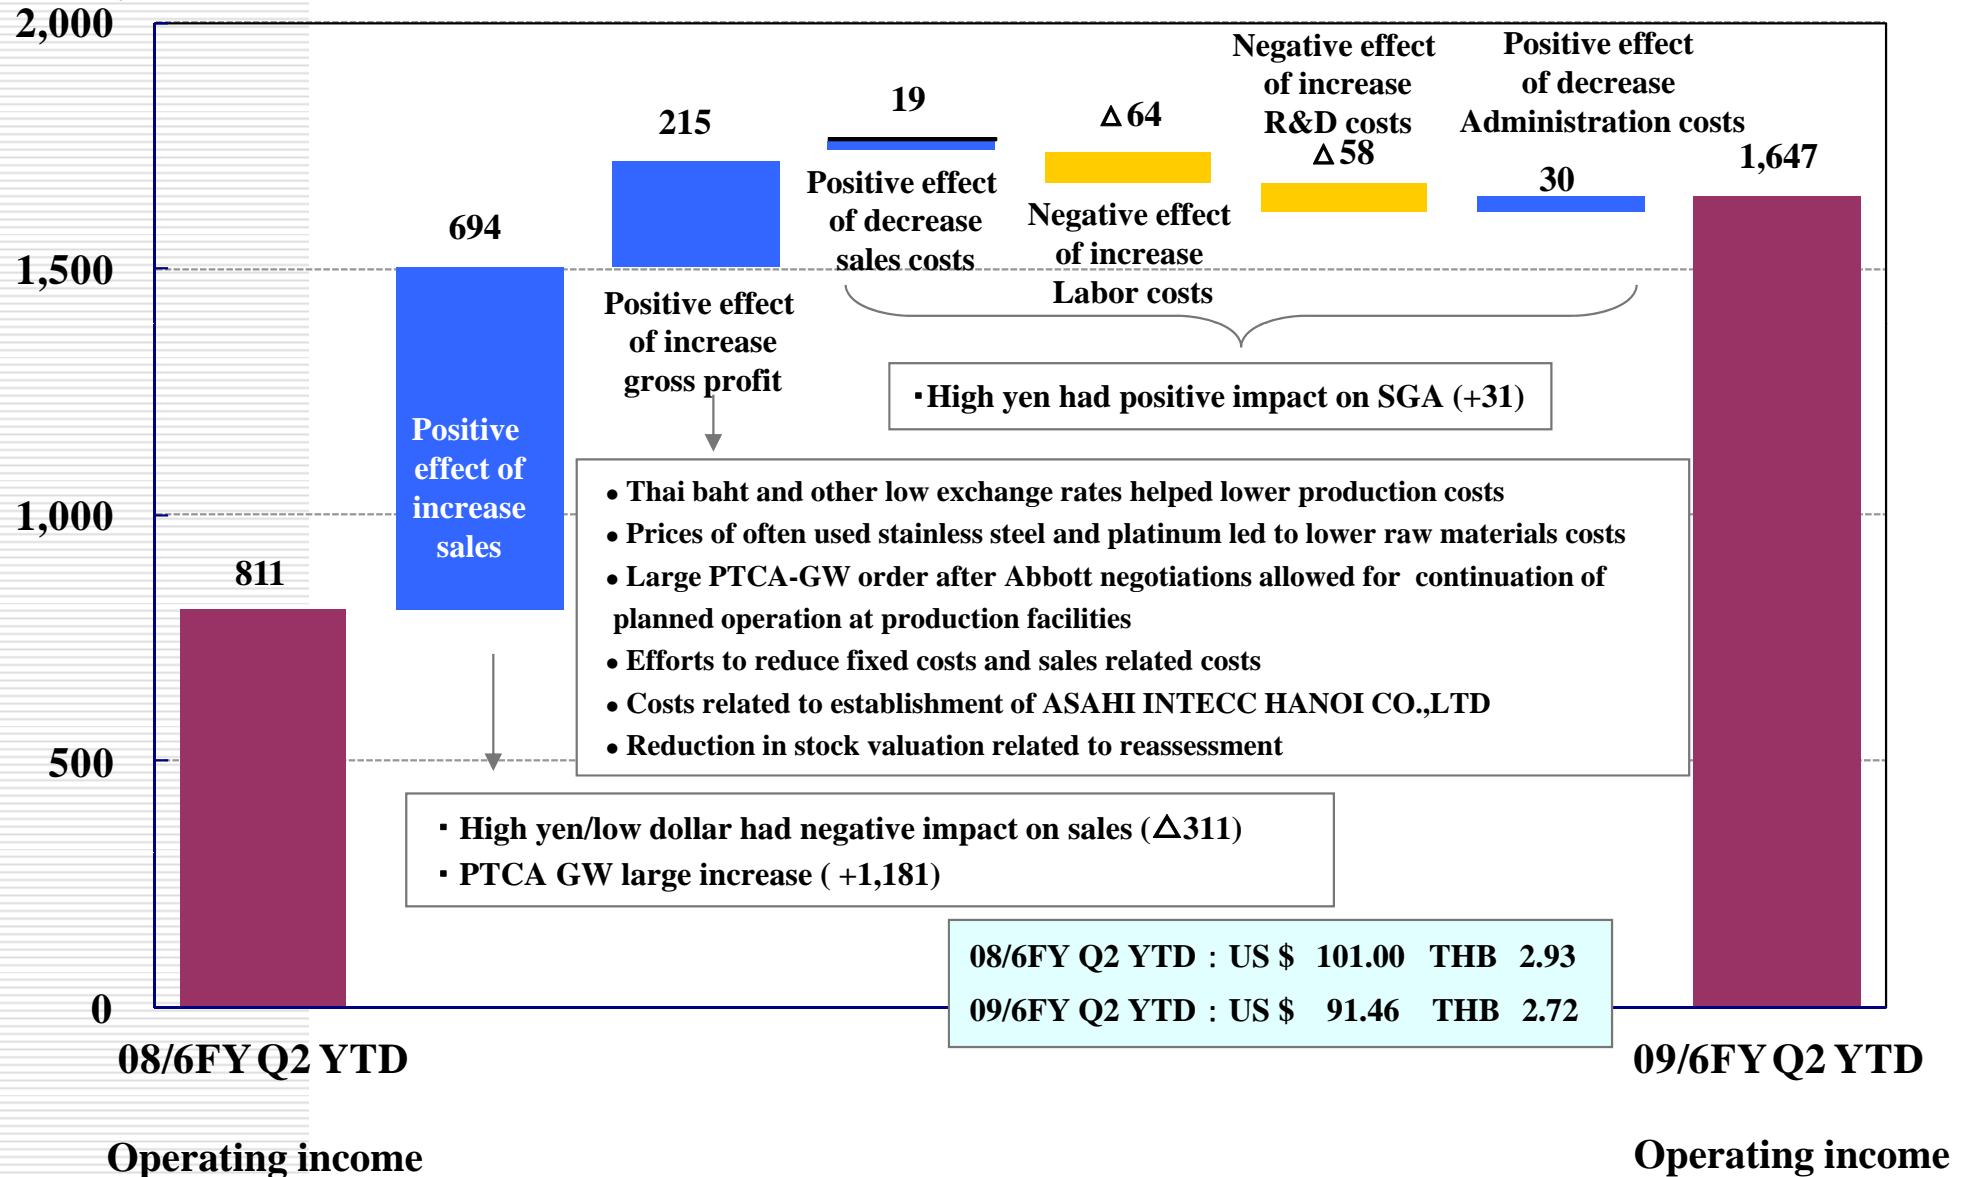 2,000
1,500
1,000
500
0
811
694
Positive
effect of
increase
sales
215
Positive effect
of increase
gross profit
19
Positive effect
of decrease
sales costs
△64
Negative effect
of increase
Labor costs
Negative effect
of increase
R&D costs
△58
Positive effect
of decrease
Administration costs
30
1,647
・High yen had positive impact on SGA (+31)
● Thai baht and other low exchange rates helped lower production costs
● Prices of often used stainless steel and platinum led to lower raw materials costs
● Large PTCA-GW order after Abbott negotiations allowed for continuation of
planned operation at production facilities
● Efforts to reduce fixed costs and sales related costs
● Costs related to establishment of ASAHI INTECC HANOI CO.,LTD
● Reduction in stock valuation related to reassessment
・ High yen/low dollar had negative impact on sales (△311)
・ PTCA GW large increase ( +1,181)
08/6FY Q2 YTD：US $ 101.00 THB 2.93
09/6FY Q2 YTD：US $ 91.46 THB 2.72
08/6FY Q2 YTD
09/6FY Q2 YTD
Operating income
Operating income